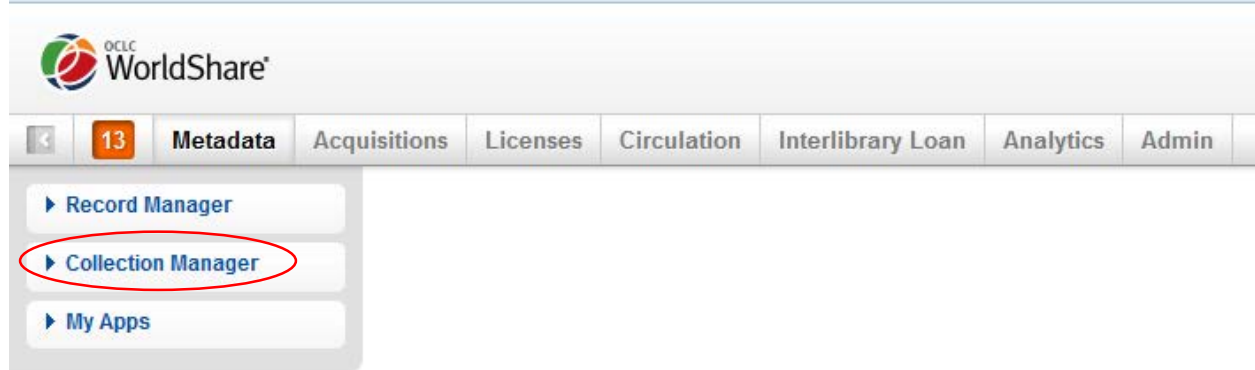 OCLC
WorldShare®
13 Metadata Acquisitions Licenses Circulation Interlibrary Loan Analytics Admin
Record Manager
Collection Manager
My Apps